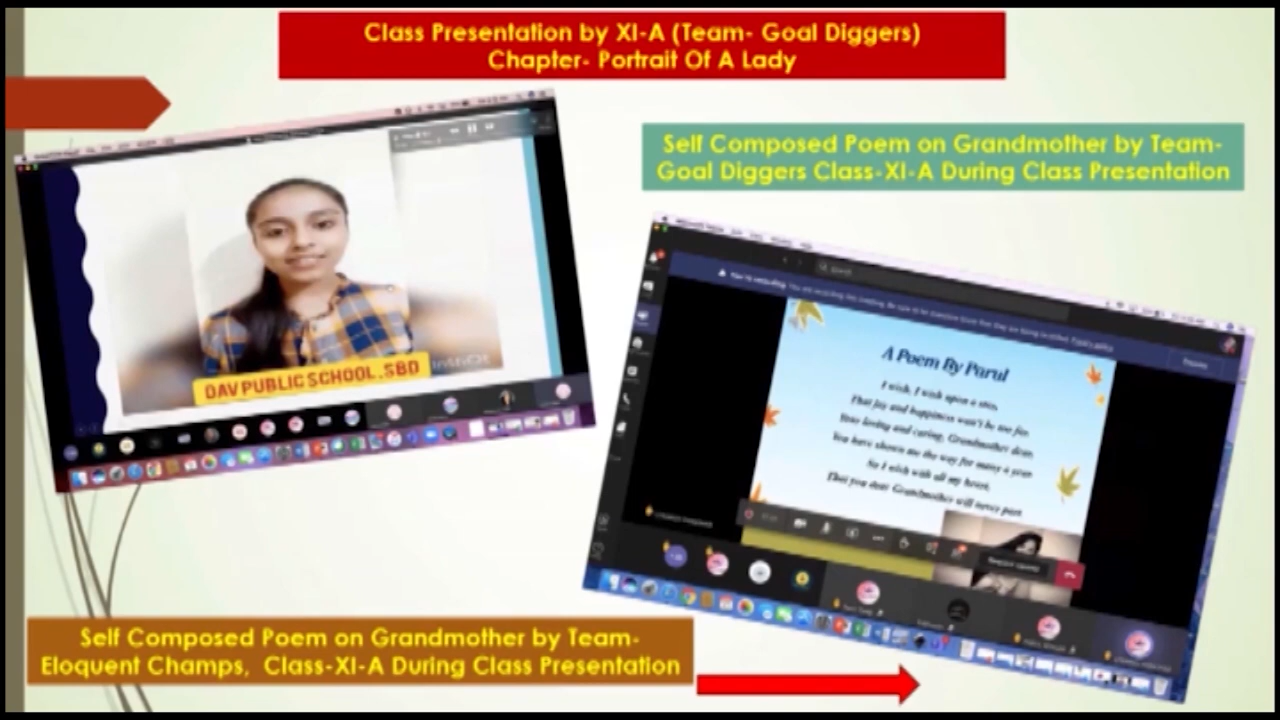 Class Presentation by XI-A (Team- Goal Diggers)
Chapter- Portrait Of A Lady
Self Composed Poem on Grandmother by Team-
Goal Diggers Class-XI-A During Class Presentation
DAV PUBLIC SCHOOL, SBD
A Poem By Parul
I wish, I wish upon a star,
That joy and happiness won't be too far.
Your loving and caring, Grandmother dear,
You have shown me the way for many a year.
So I wish with all my heart,
That you dear Grandmother will never part.
Self Composed Poem on Grandmother by Team-
Eloquent Champs, Class-XI-A During Class Presentation